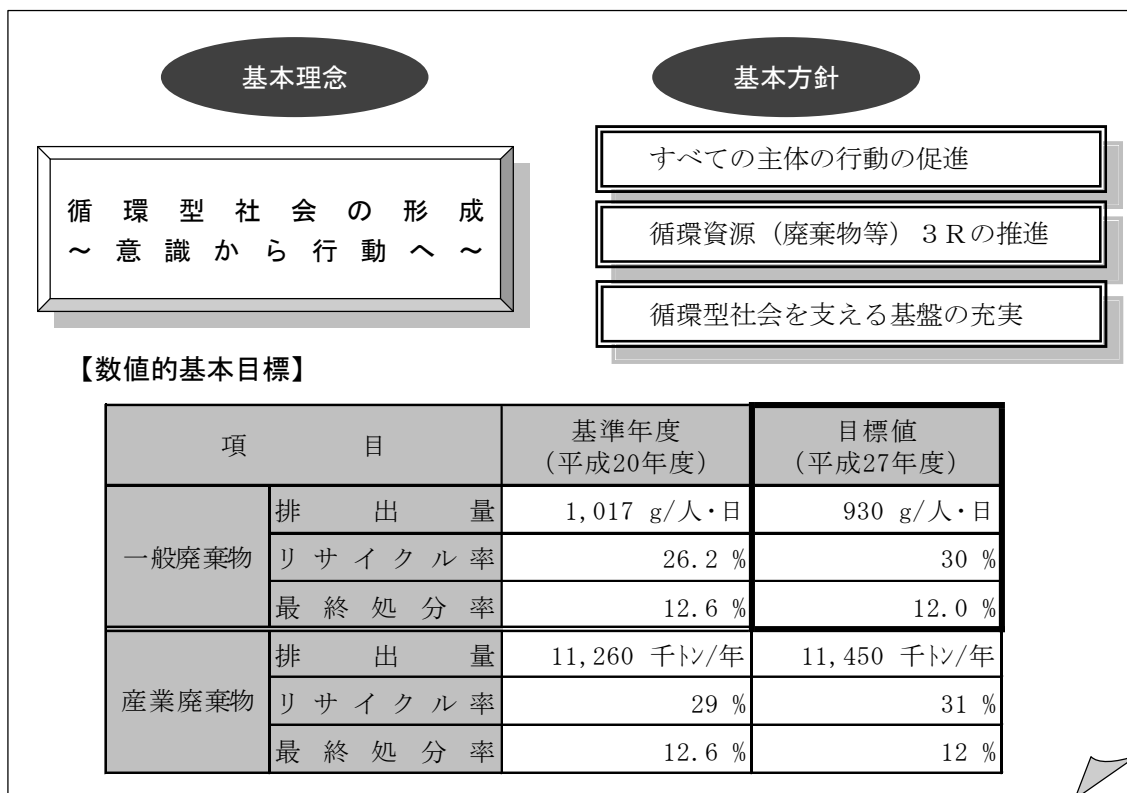 基本理念
基本方針
循環型社会の形成
～意識から行動へ～
すべての主体の行動の促進
循環資源（廃棄物等）３Ｒの推進
循環型社会を支える基盤の充実
【数値的基本目標】
項目 基準年度（平成20年度） 目標値（平成27年度）
一般廃棄物 排出量 1,017 g/人・日 930 g/人・日
リサイクル率 26.2 % 30 %
最終処分率 12.6 % 12.0 %
産業廃棄物 排出量 11,260 千ﾄﾝ/年 11,450 千ﾄﾝ/年
リサイクル率 29 % 31 %
最終処分率 12.6 % 12 %